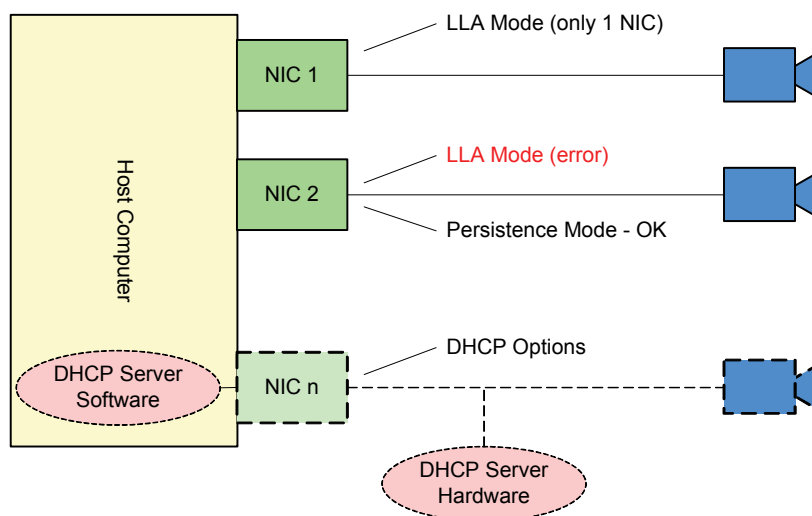 LLA Mode (only 1 NIC)
NIC 1
LLA Mode (error)
NIC 2
Persistence Mode - OK
Host Computer
DHCP Options
DHCP Server
Software
NIC n
DHCP Server
Hardware